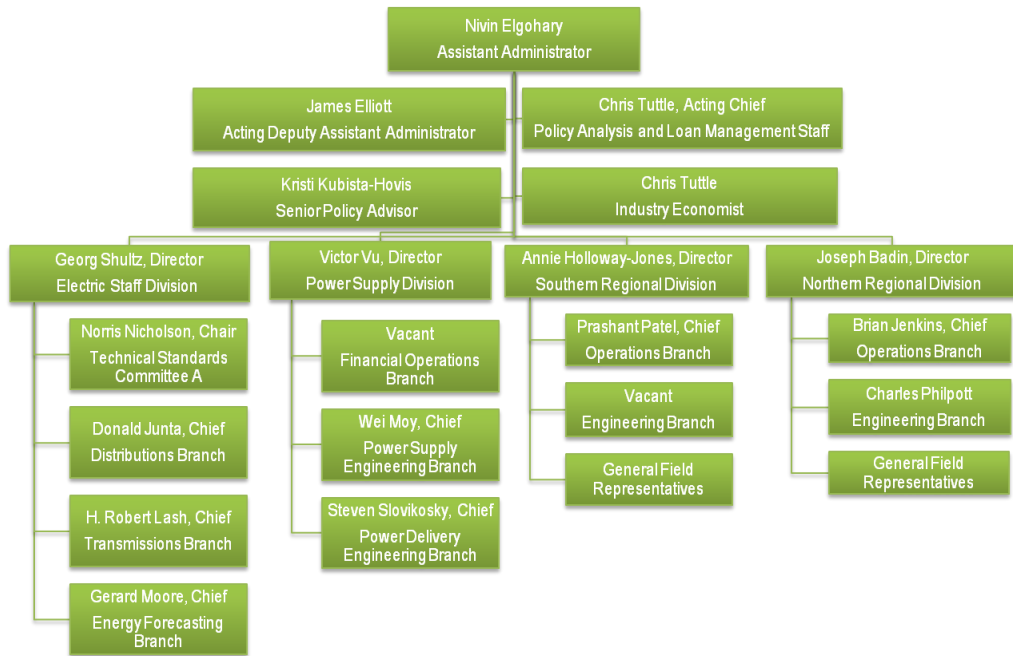 Nivin Elgohary
Assistant Administrator
James Elliott
Acting Deputy Assistant Administrator
Chris Tuttle, Acting Chief
Policy Analysis and Loan Management Staff
Kristi Kubista-Hovis
Senior Policy Advisor
Chris Tuttle
Industry Economist
Georg Shultz, Director
Electric Staff Division
Norris Nicholson, Chair
Technical Standards
Committee A
Donald Junta, Chief
Distributions Branch
H. Robert Lash, Chief
Transmissions Branch
Gerard Moore, Chief
Energy Forecasting
Branch
Victor Vu, Director
Power Supply Division
Vacant
Financial Operations
Branch
Wei Moy, Chief
Power Supply
Engineering Branch
Steven Slovikosky, Chief
Power Delivery
Engineering Branch
Annie Holloway-Jones, Director
Southern Regional Division
Prashant Patel, Chief
Operations Branch
Vacant
Engineering Branch
General Field
Representatives
Joseph Badin, Director
Northern Regional Division
Brian Jenkins, Chief
Operations Branch
Charles Philpott
Engineering Branch
General Field
Representatives